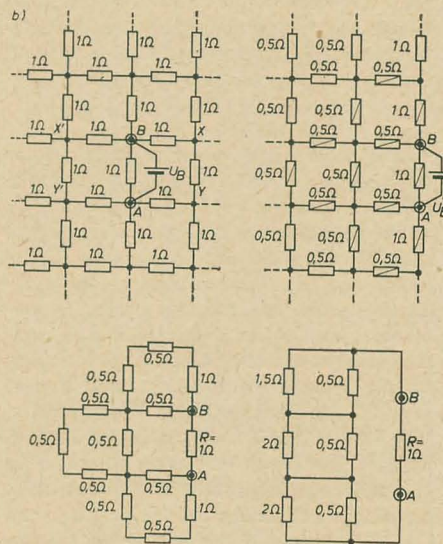 b)
1Ω 1Ω 1Ω
1Ω 1Ω 1Ω
1Ω 1Ω 1Ω
1Ω X' 1Ω B 1Ω X
1Ω 1Ω UB 1Ω
1Ω Y' 1Ω A 1Ω Y
1Ω 1Ω 1Ω
1Ω 1Ω 1Ω
0,5Ω 0,5Ω 1Ω
0,5Ω 0,5Ω
0,5Ω 0,5Ω 1Ω
0,5Ω 0,5Ω B
0,5Ω 0,5Ω 1Ω UB
0,5Ω 0,5Ω A
0,5Ω 0,5Ω 1Ω
0,5Ω 0,5Ω
0,5Ω
0,5Ω 1Ω
0,5Ω 0,5Ω B
0,5Ω 0,5Ω R=
1Ω
A
0,5Ω 0,5Ω
0,5Ω 1Ω
0,5Ω
1,5Ω 0,5Ω
B
2Ω 0,5Ω R=
1Ω
A
2Ω 0,5Ω